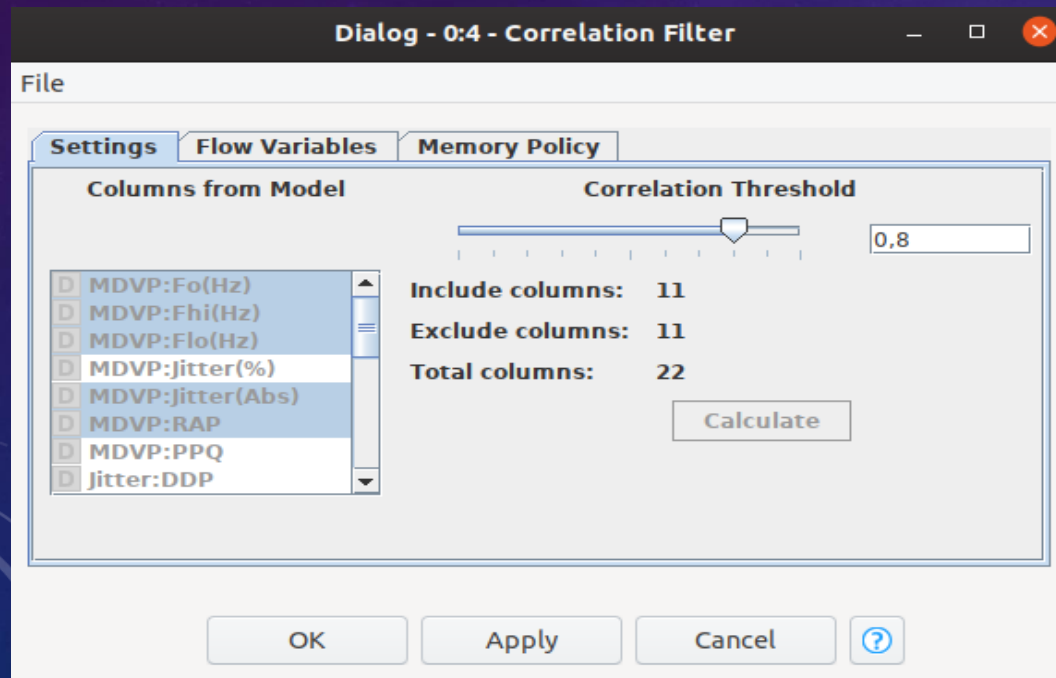 Dialog - 0:4 - Correlation Filter
File
Settings Flow Variables Memory Policy
Columns from Model
Correlation Threshold
0,8
D MDVP:Fo(Hz)
D MDVP:Fhi(Hz)
D MDVP:Flo(Hz)
D MDVP:Jitter(%)
D MDVP:Jitter(Abs)
D MDVP:RAP
D MDVP:PPQ
D Jitter:DDP
Include columns: 11
Exclude columns: 11
Total columns: 22
Calculate
OK Apply Cancel ?